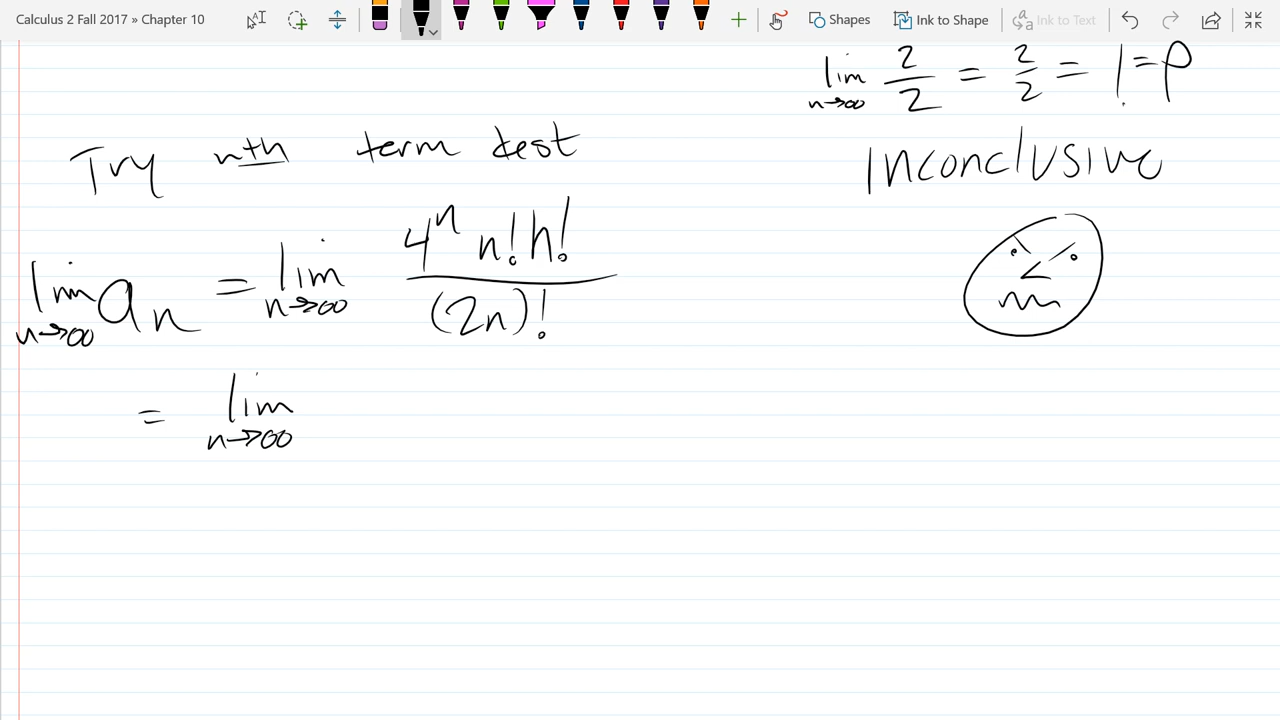 Calculus 2 Fall 2017 » Chapter 10
Shapes
Ink to Shape
Ink to Text
lim n→∞ 2/2 = 2/2 = 1 = ρ
Try nth term test
Inconclusive
lim n→∞ aₙ = lim n→∞ 4ⁿ n! n! / (2n)!
= lim n→∞